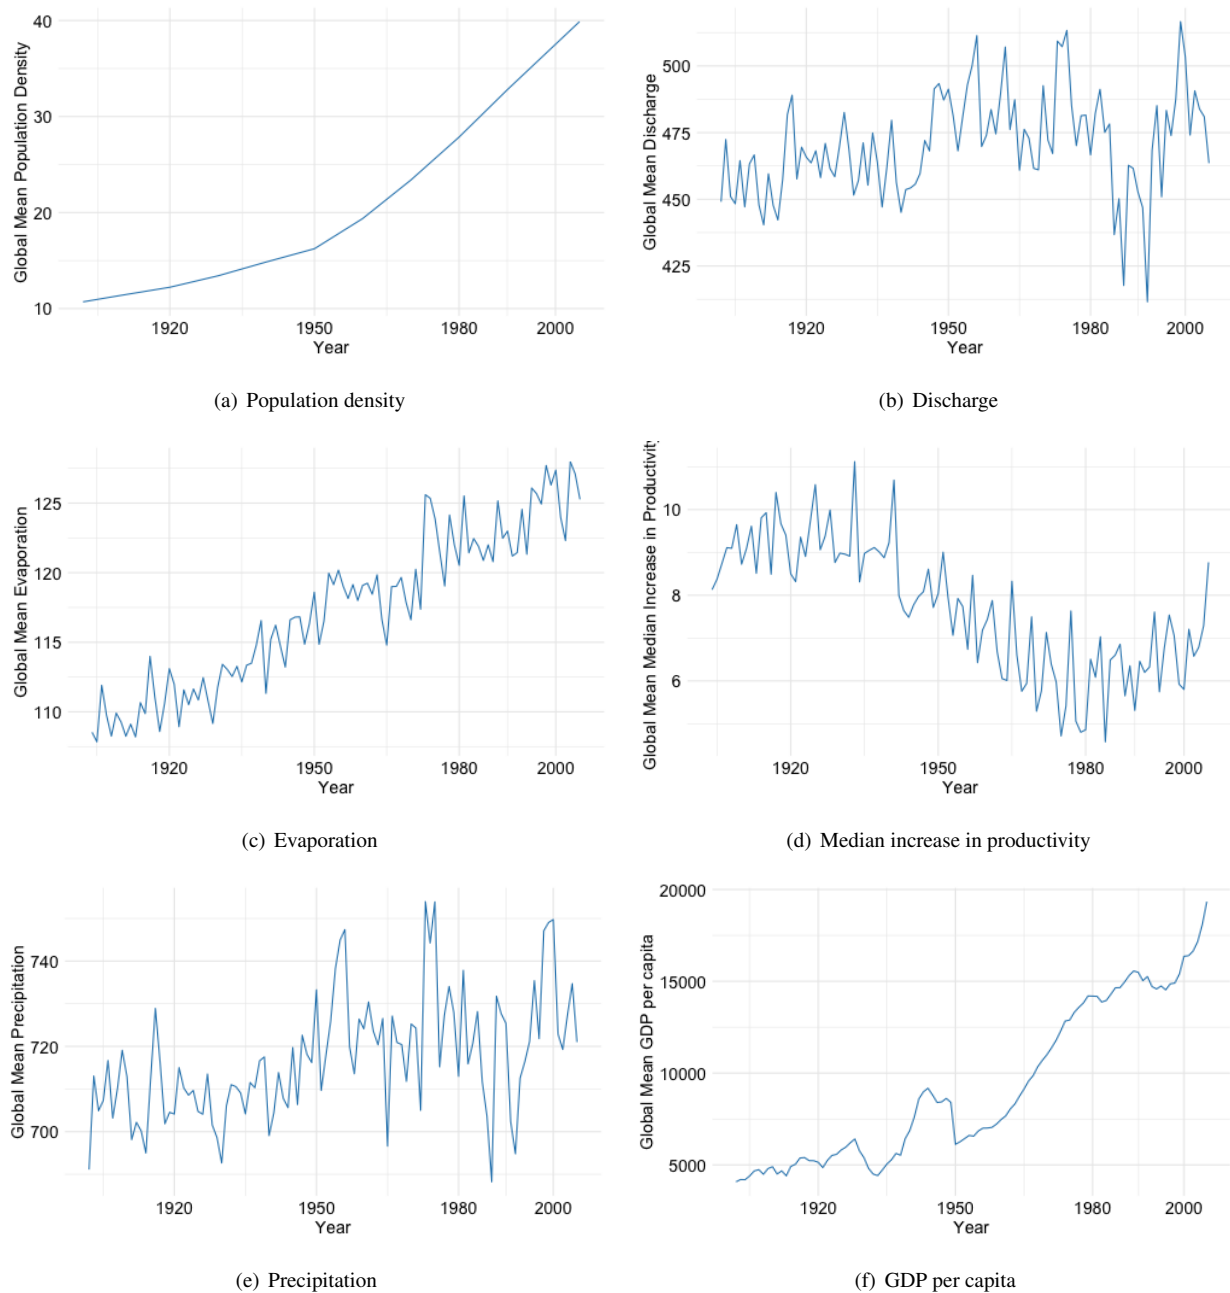 Global Mean Population Density
40
30
20
10
1920 1950 1980 2000
Year
(a) Population density
Global Mean Discharge
500
475
450
425
1920 1950 1980 2000
Year
(b) Discharge
Global Mean Evaporation
125
120
115
110
1920 1950 1980 2000
Year
(c) Evaporation
Global Mean Median Increase in Productivity
10
8
6
1920 1950 1980 2000
Year
(d) Median increase in productivity
Global Mean Precipitation
740
720
700
1920 1950 1980 2000
Year
(e) Precipitation
Global Mean GDP per capita
20000
15000
10000
5000
1920 1950 1980 2000
Year
(f) GDP per capita